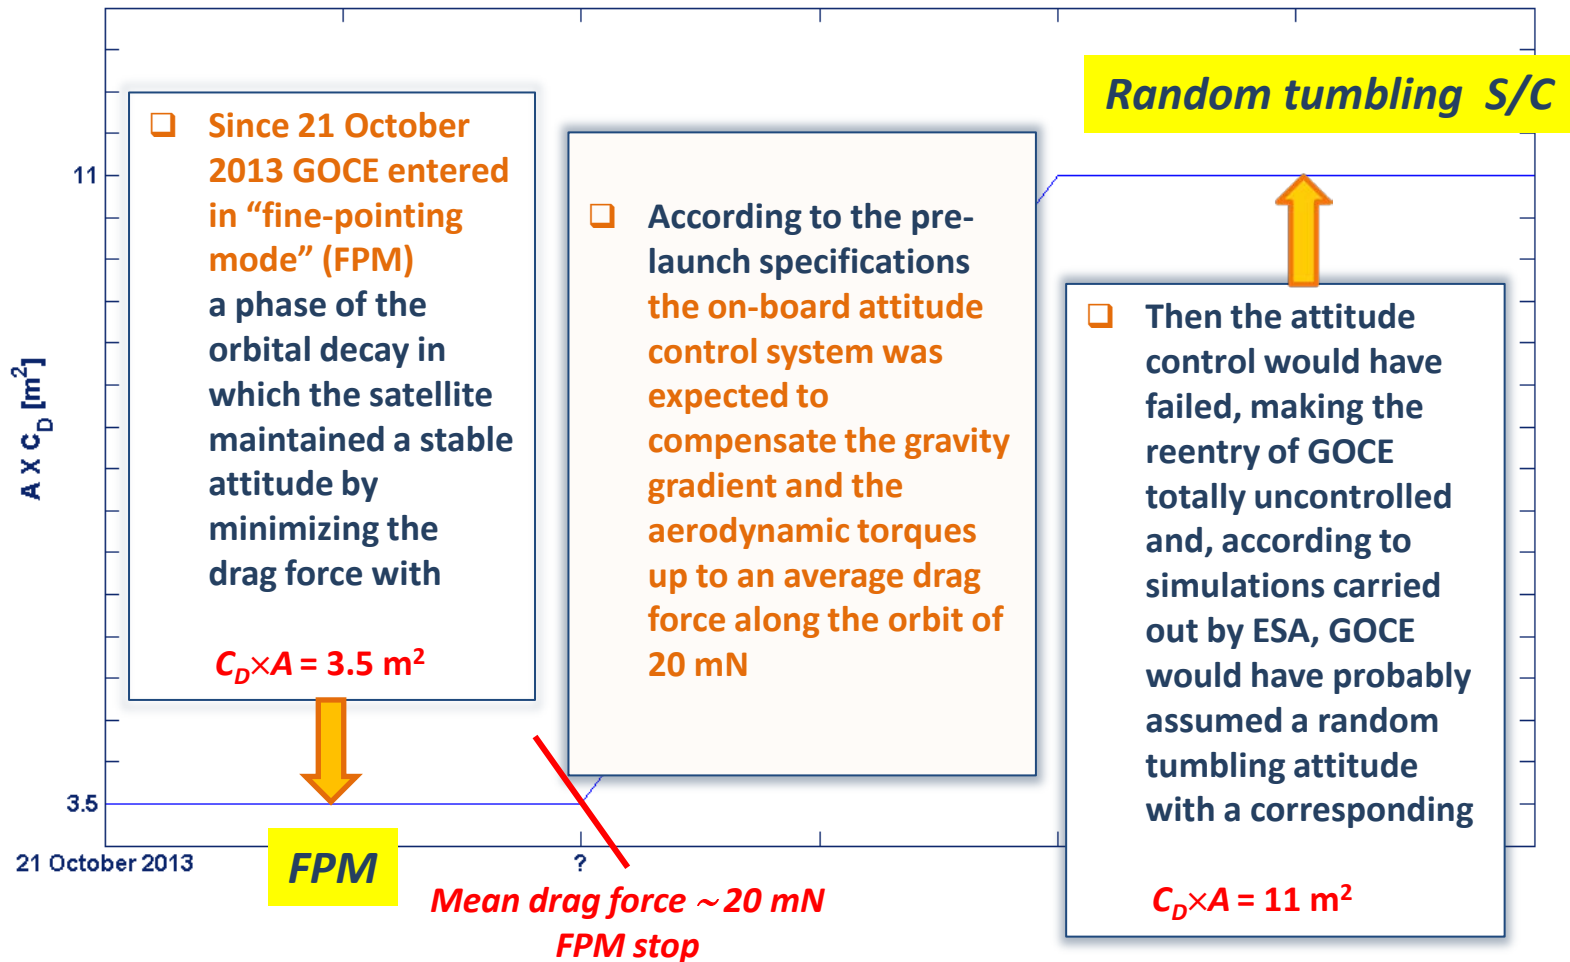 Random tumbling S/C
11
3.5
A X C_D [m²]
❑ Since 21 October
2013 GOCE entered
in “fine-pointing
mode” (FPM)
a phase of the
orbital decay in
which the satellite
maintained a stable
attitude by
minimizing the
drag force with
C_D×A = 3.5 m²
❑ According to the pre-
launch specifications
the on-board attitude
control system was
expected to
compensate the gravity
gradient and the
aerodynamic torques
up to an average drag
force along the orbit of
20 mN
❑ Then the attitude
control would have
failed, making the
reentry of GOCE
totally uncontrolled
and, according to
simulations carried
out by ESA, GOCE
would have probably
assumed a random
tumbling attitude
with a corresponding
C_D×A = 11 m²
21 October 2013
?
FPM
Mean drag force ~20 mN
FPM stop